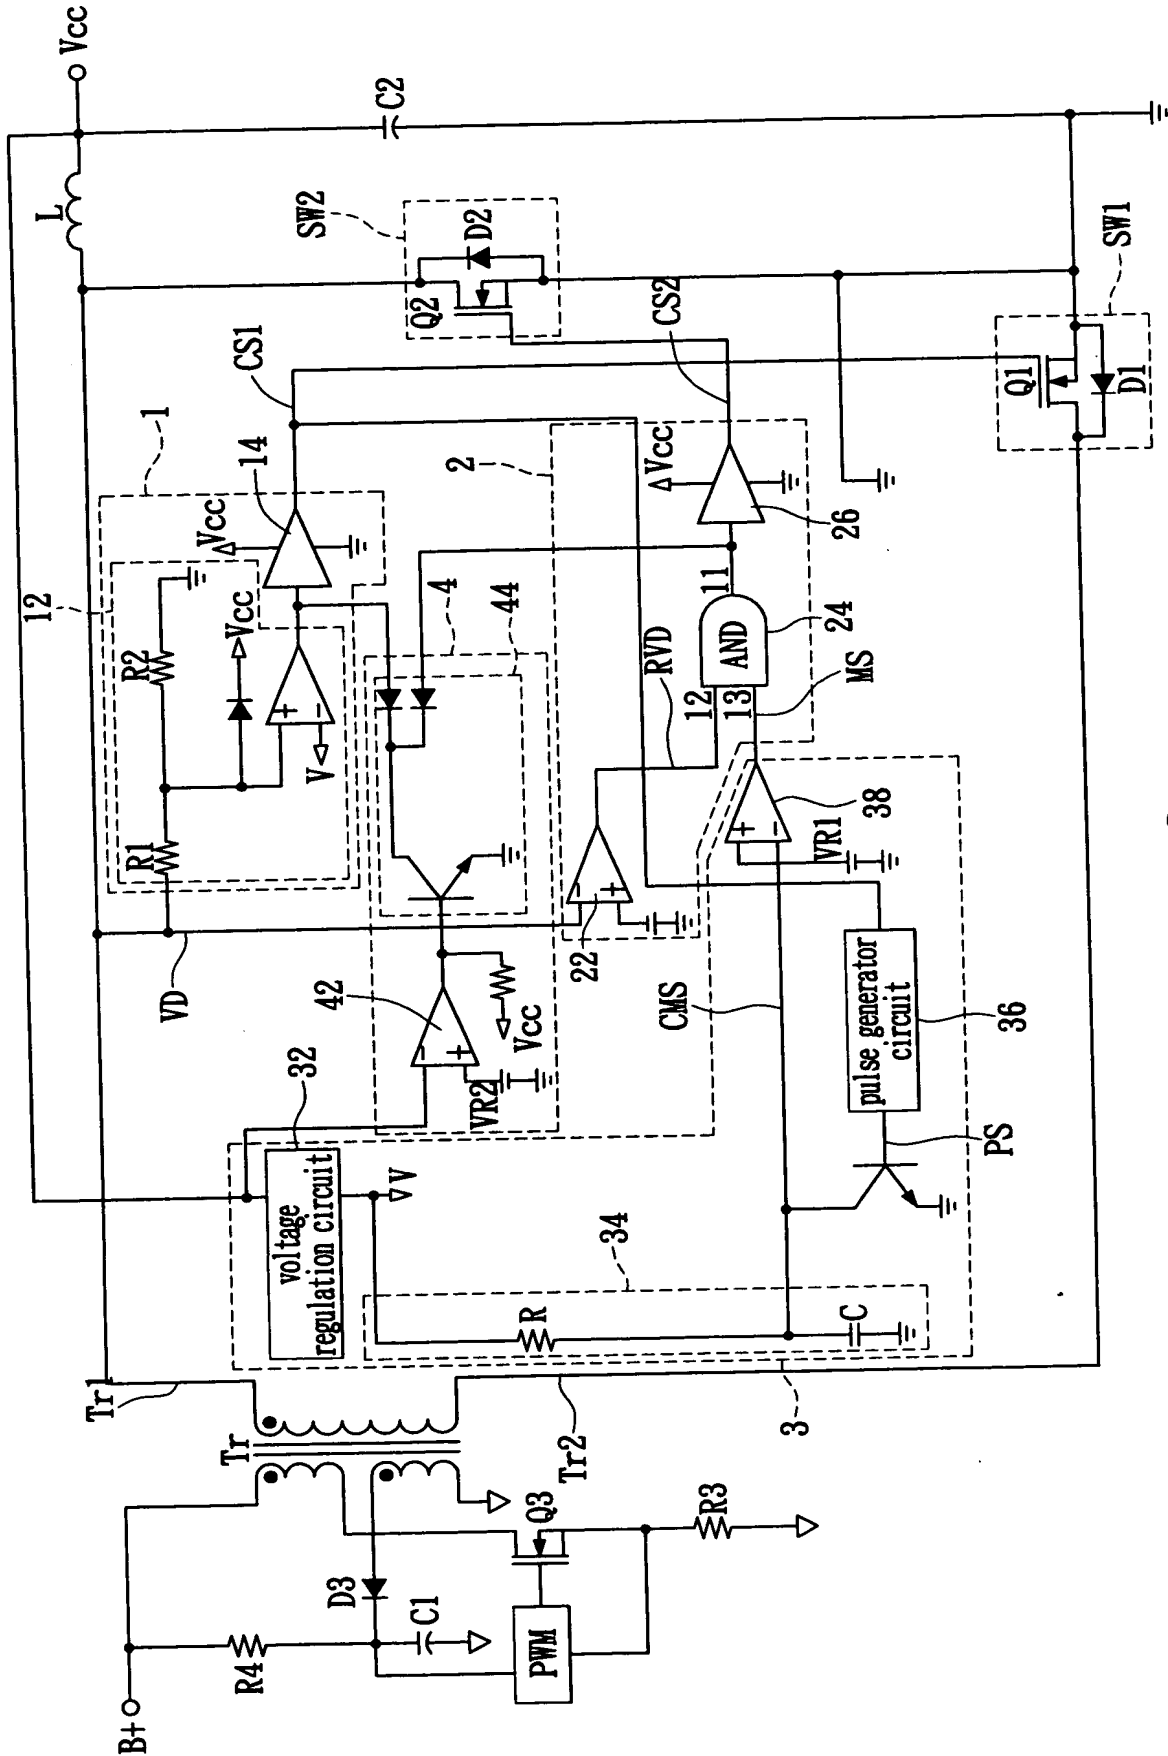 B+
R4
D3
C1
PWM
Q3
R3
Tr
Tr1
Tr2
voltage
regulation circuit
32
V
34
R
C
3
VD
42
VR2
Vcc
CMS
PS
pulse generator
circuit
36
12
R1
R2
Vcc
V
+
−
1
14
Vcc
CS1
4
44
−
+
22
−
+
RVD
12
13
11
AND
24
MS
VR1
38
+
−
2
Vcc
26
CS2
SW2
Q2
D2
L
C2
Vcc
SW1
Q1
D1